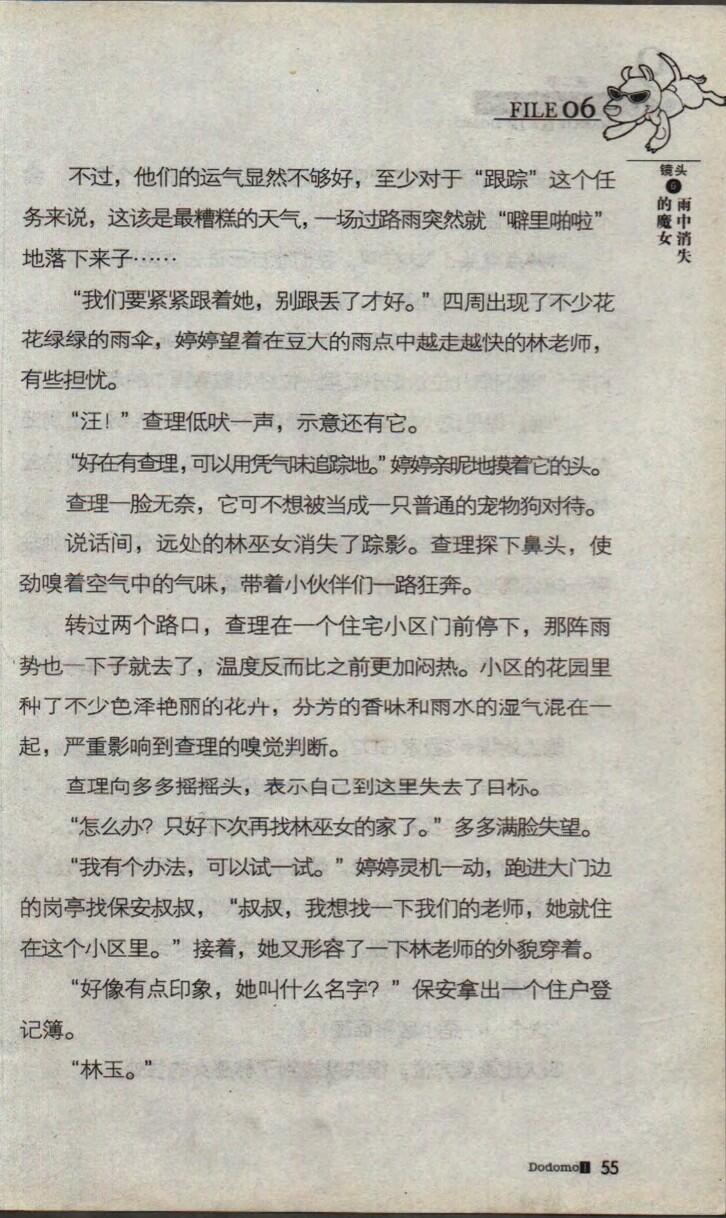 FILE 06
镜头
6
雨中消失
的魔女
不过，他们的运气显然不够好，至少对于“跟踪”这个任
务来说，这该是最糟糕的天气，一场过路雨突然就“噼里啪啦”
地落下来子……
“我们要紧紧跟着她，别跟丢了才好。”四周出现了不少花
花绿绿的雨伞，婷婷望着在豆大的雨点中越走越快的林老师，
有些担忧。
“汪！”查理低吠一声，示意还有它。
“好在有查理，可以用凭气味追踪地。”婷婷亲昵地摸着它的头。
查理一脸无奈，它可不想被当成一只普通的宠物狗对待。
说话间，远处的林巫女消失了踪影。查理探下鼻头，使
劲嗅着空气中的气味，带着小伙伴们一路狂奔。
转过两个路口，查理在一个住宅小区门前停下，那阵雨
势也一下子就去了，温度反而比之前更加闷热。小区的花园里
种了不少色泽艳丽的花卉，芬芳的香味和雨水的湿气混在一
起，严重影响到查理的嗅觉判断。
查理向多多摇摇头，表示自己到这里失去了目标。
“怎么办？只好下次再找林巫女的家了。”多多满脸失望。
“我有个办法，可以试一试。”婷婷灵机一动，跑进大门边
的岗亭找保安叔叔，“叔叔，我想找一下我们的老师，她就住
在这个小区里。”接着，她又形容了一下林老师的外貌穿着。
“好像有点印象，她叫什么名字？”保安拿出一个住户登
记簿。
“林玉。”
Dodomo 1 55